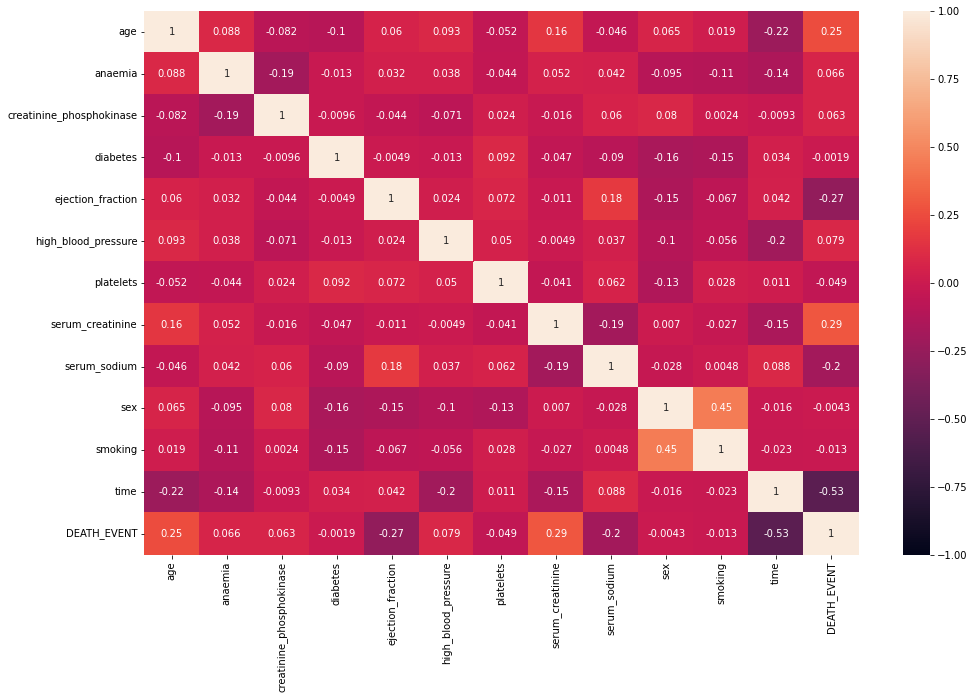 age 1 0.088 -0.082 -0.1 0.06 0.093 -0.052 0.16 -0.046 0.065 0.019 -0.22 0.25
anaemia 0.088 1 -0.19 -0.013 0.032 0.038 -0.044 0.052 0.042 -0.095 -0.11 -0.14 0.066
creatinine_phosphokinase -0.082 -0.19 1 -0.0096 -0.044 -0.071 0.024 -0.016 0.06 0.08 0.0024 -0.0093 0.063
diabetes -0.1 -0.013 -0.0096 1 -0.0049 -0.013 0.092 -0.047 -0.09 -0.16 -0.15 0.034 -0.0019
ejection_fraction 0.06 0.032 -0.044 -0.0049 1 0.024 0.072 -0.011 0.18 -0.15 -0.067 0.042 -0.27
high_blood_pressure 0.093 0.038 -0.071 -0.013 0.024 1 0.05 -0.0049 0.037 -0.1 -0.056 -0.2 0.079
platelets -0.052 -0.044 0.024 0.092 0.072 0.05 1 -0.041 0.062 -0.13 0.028 0.011 -0.049
serum_creatinine 0.16 0.052 -0.016 -0.047 -0.011 -0.0049 -0.041 1 -0.19 0.007 -0.027 -0.15 0.29
serum_sodium -0.046 0.042 0.06 -0.09 0.18 0.037 0.062 -0.19 1 -0.028 0.0048 0.088 -0.2
sex 0.065 -0.095 0.08 -0.16 -0.15 -0.1 -0.13 0.007 -0.028 1 0.45 -0.016 -0.0043
smoking 0.019 -0.11 0.0024 -0.15 -0.067 -0.056 0.028 -0.027 0.0048 0.45 1 -0.023 -0.013
time -0.22 -0.14 -0.0093 0.034 0.042 -0.2 0.011 -0.15 0.088 -0.016 -0.023 1 -0.53
DEATH_EVENT 0.25 0.066 0.063 -0.0019 -0.27 0.079 -0.049 0.29 -0.2 -0.0043 -0.013 -0.53 1
age
anaemia
creatinine_phosphokinase
diabetes
ejection_fraction
high_blood_pressure
platelets
serum_creatinine
serum_sodium
sex
smoking
time
DEATH_EVENT
1.00
0.75
0.50
0.25
0.00
-0.25
-0.50
-0.75
-1.00